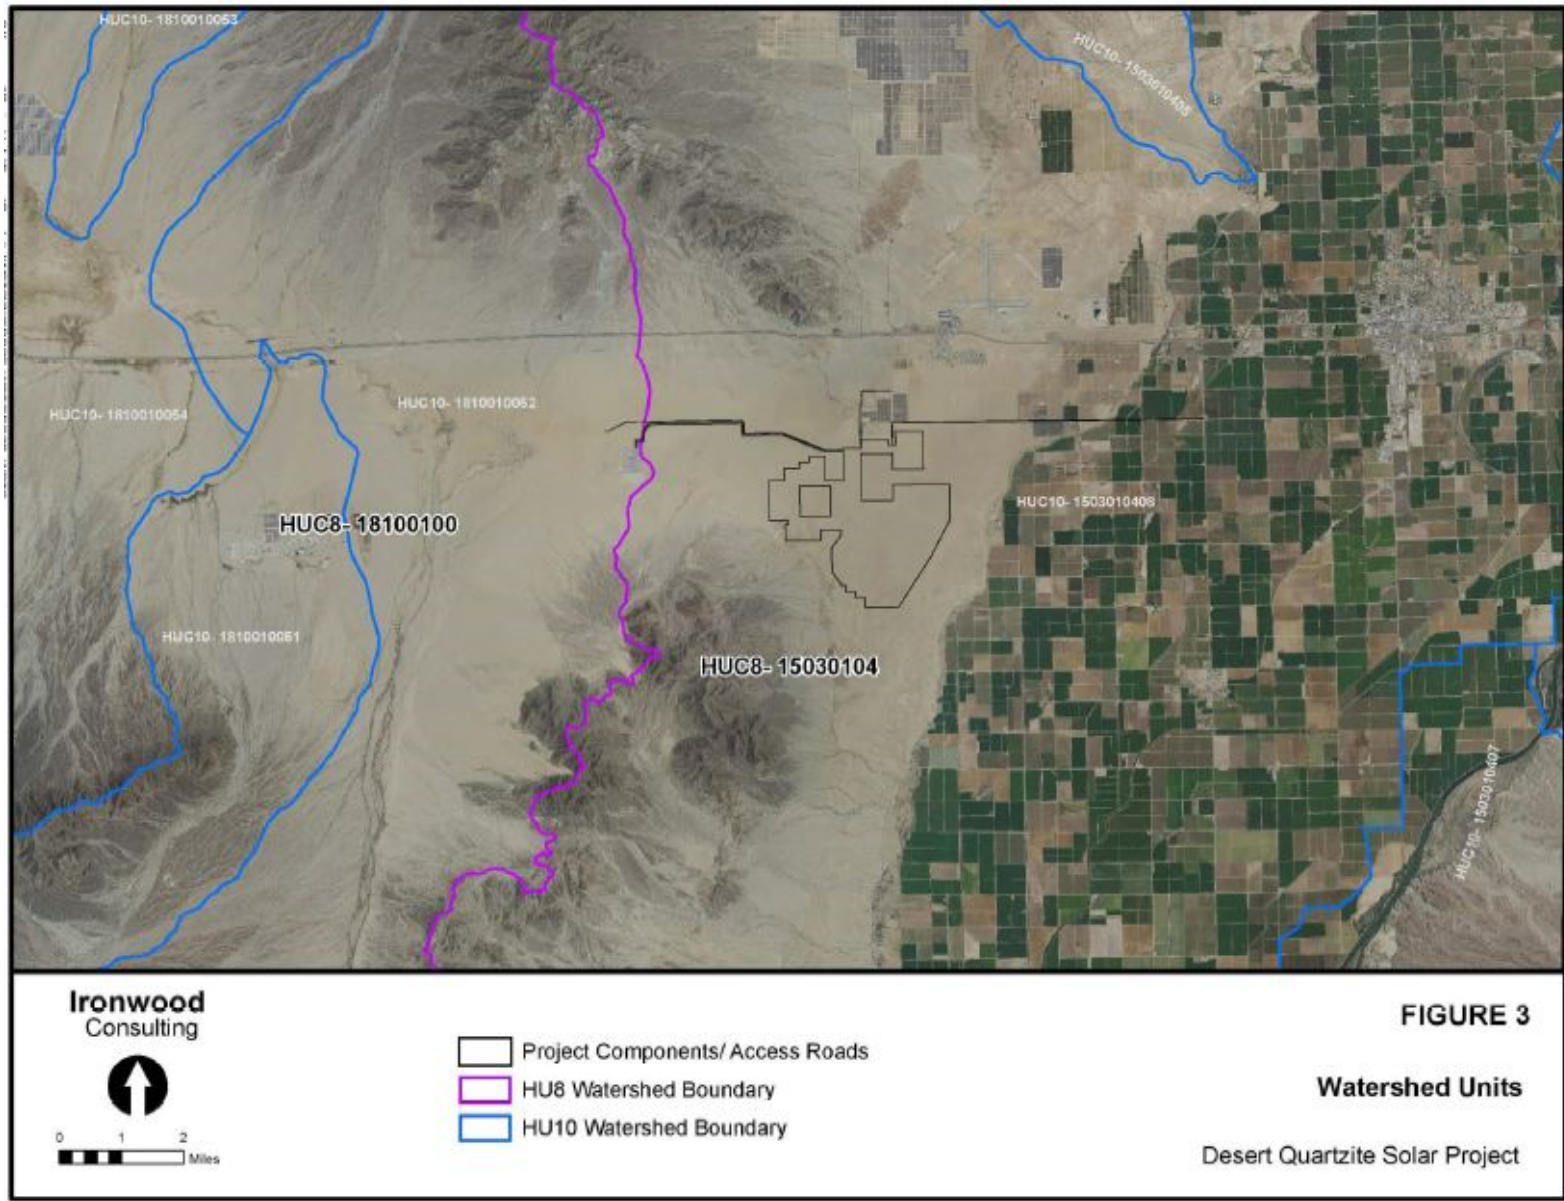 HUC10- 1810010053
HUC10- 1503010405
HUC10- 1810010054
HUC10- 1810010052
HUC10- 1503010408
HUC8- 18100100
HUC10- 1810010051
HUC8- 15030104
HUC10- 1503010407
Ironwood
Consulting
0 1 2
Miles
Project Components/ Access Roads
HU8 Watershed Boundary
HU10 Watershed Boundary
FIGURE 3
Watershed Units
Desert Quartzite Solar Project